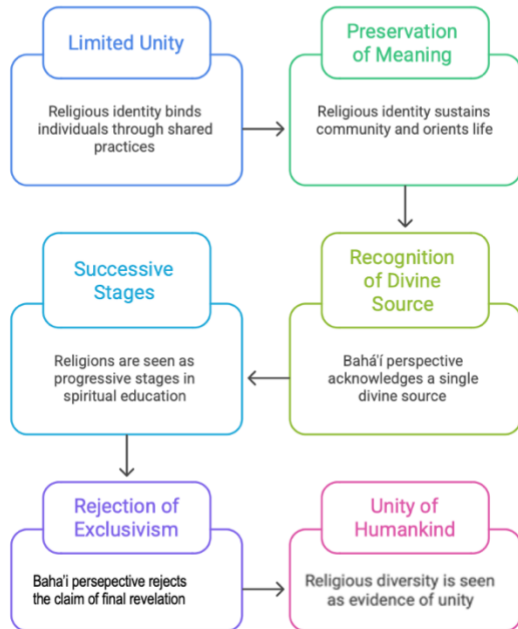 Limited Unity
Religious identity binds
individuals through shared
practices
Preservation
of Meaning
Religious identity sustains
community and orients life
Recognition
of Divine
Source
Bahá'í perspective
acknowledges a single
divine source
Successive
Stages
Religions are seen as
progressive stages in
spiritual education
Rejection of
Exclusivism
Baha'i persepective rejects
the claim of final revelation
Unity of
Humankind
Religious diversity is seen
as evidence of unity